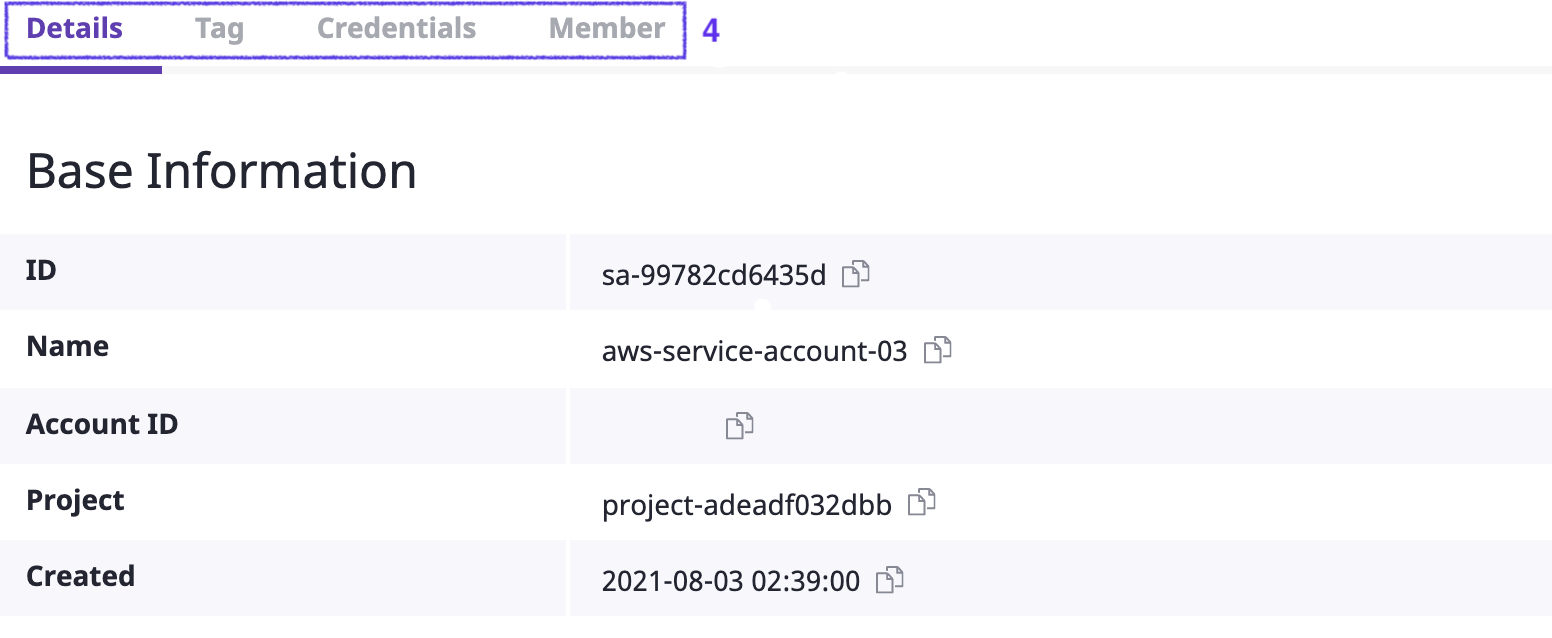 Details Tag Credentials Member 4
Base Information
ID sa-99782cd6435d
Name aws-service-account-03
Account ID
Project project-adeadf032dbb
Created 2021-08-03 02:39:00